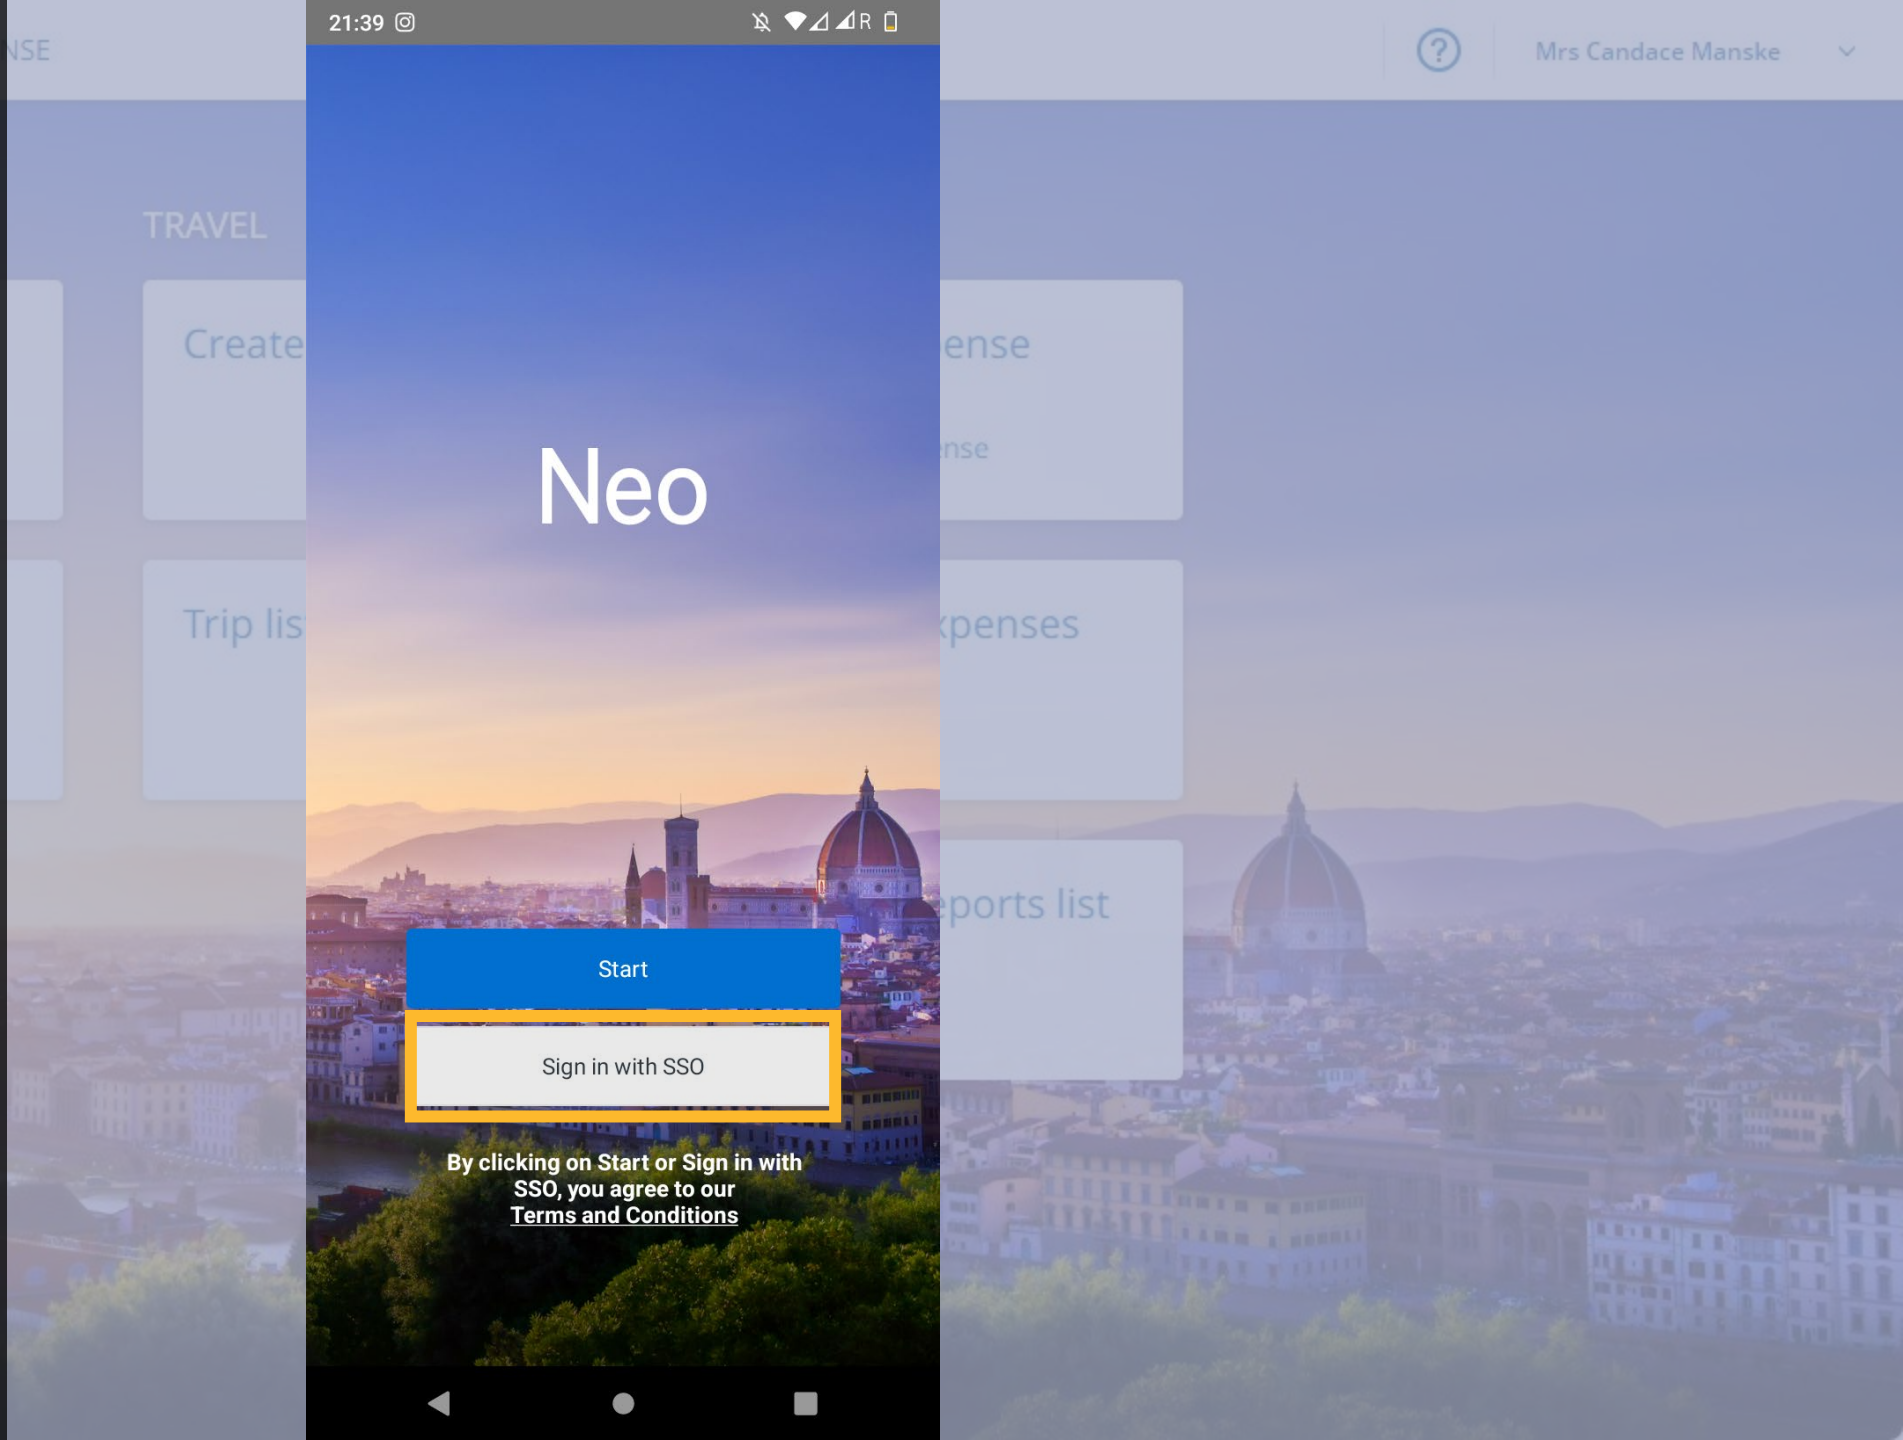 NSE
Mrs Candace Manske
TRAVEL
Create
ense
ense
Trip lis
xpenses
eports list
21:39
R
Neo
Start
Sign in with SSO
By clicking on Start or Sign in with
SSO, you agree to our
Terms and Conditions